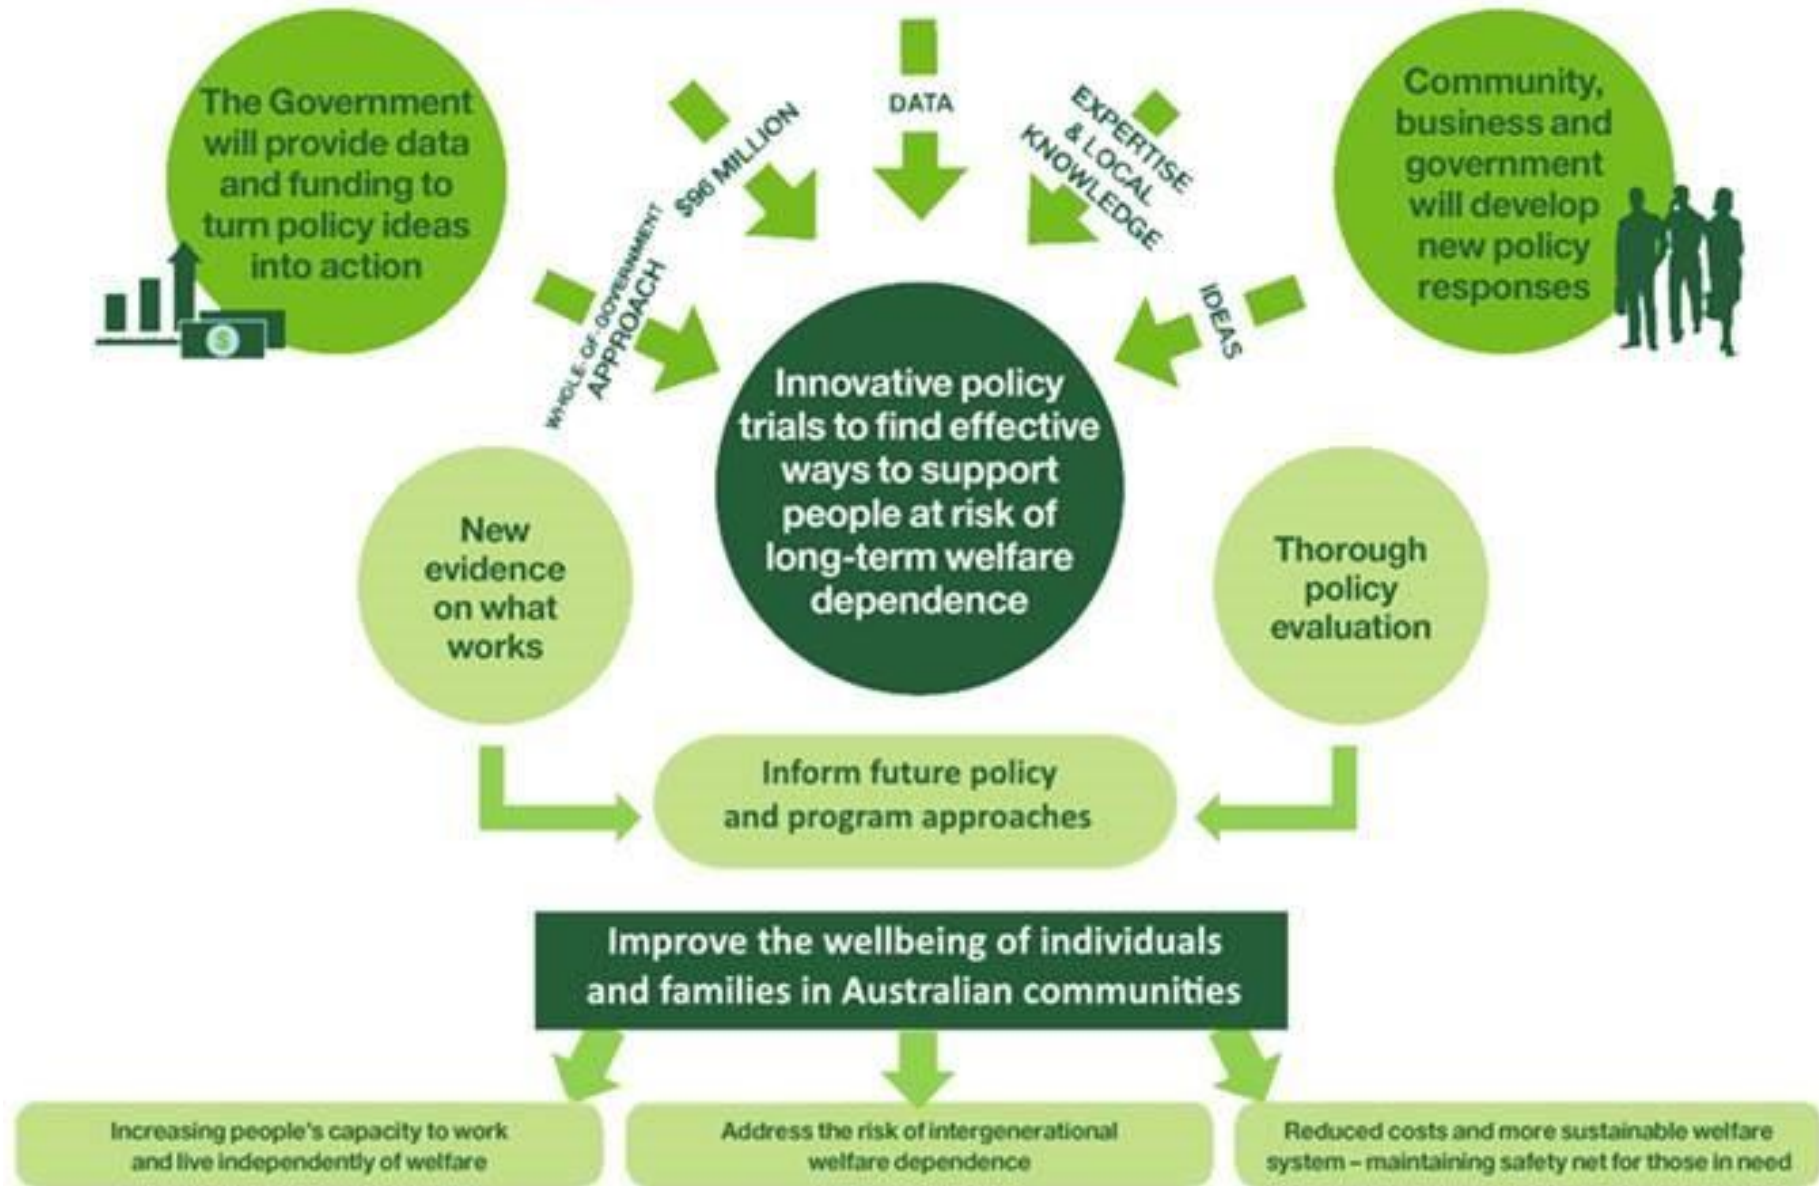 The Government
will provide data
and funding to
turn policy ideas
into action
$
WHOLE-OF-GOVERNMENT
APPROACH
$96 MILLION
DATA
EXPERTISE
& LOCAL
KNOWLEDGE
IDEAS
Community,
business and
government
will develop
new policy
responses
Innovative policy
trials to find effective
ways to support
people at risk of
long-term welfare
dependence
New
evidence
on what
works
Thorough
policy
evaluation
Inform future policy
and program approaches
Improve the wellbeing of individuals
and families in Australian communities
Increasing people's capacity to work
and live independently of welfare
Address the risk of intergenerational
welfare dependence
Reduced costs and more sustainable welfare
system – maintaining safety net for those in need